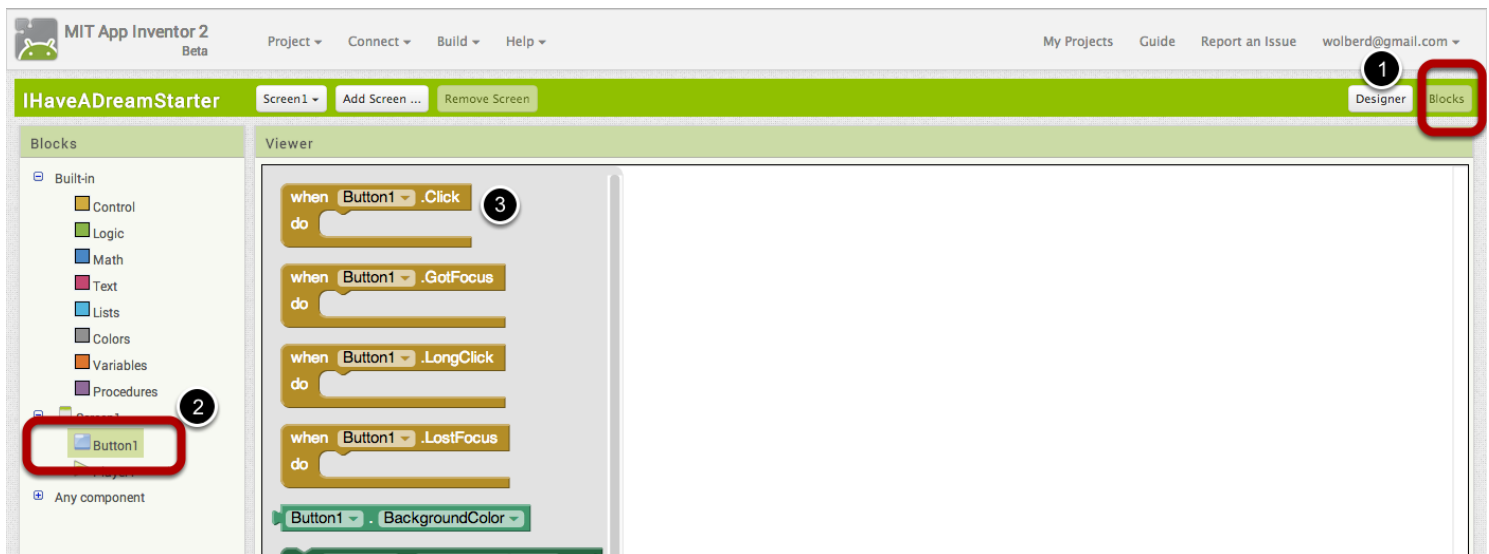 MIT App Inventor 2
Beta
Project Connect Build Help
My Projects Guide Report an Issue wolberd@gmail.com
1
IHaveADreamStarter Screen1 Add Screen ... Remove Screen Designer Blocks
Blocks
Viewer
Built-in
Control
Logic
Math
Text
Lists
Colors
Variables
Procedures
2
Button1
Any component
when Button1 .Click
do
3
when Button1 .GotFocus
do
when Button1 .LongClick
do
when Button1 .LostFocus
do
Button1 . BackgroundColor